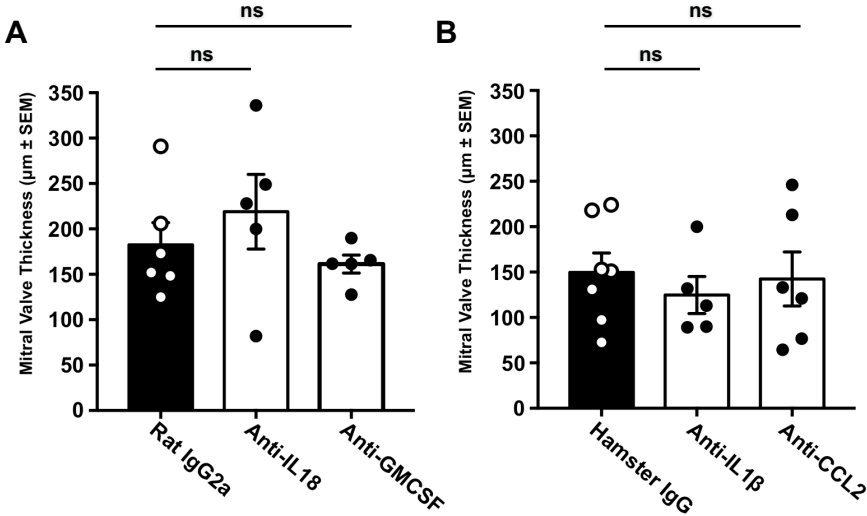 A
ns
ns
Mitral Valve Thickness (µm ± SEM)
350
300
250
200
150
100
50
0
Rat IgG2a
Anti-IL18
Anti-GMCSF
B
ns
ns
Mitral Valve Thickness (µm ± SEM)
350
300
250
200
150
100
50
0
Hamster IgG
Anti-IL1β
Anti-CCL2